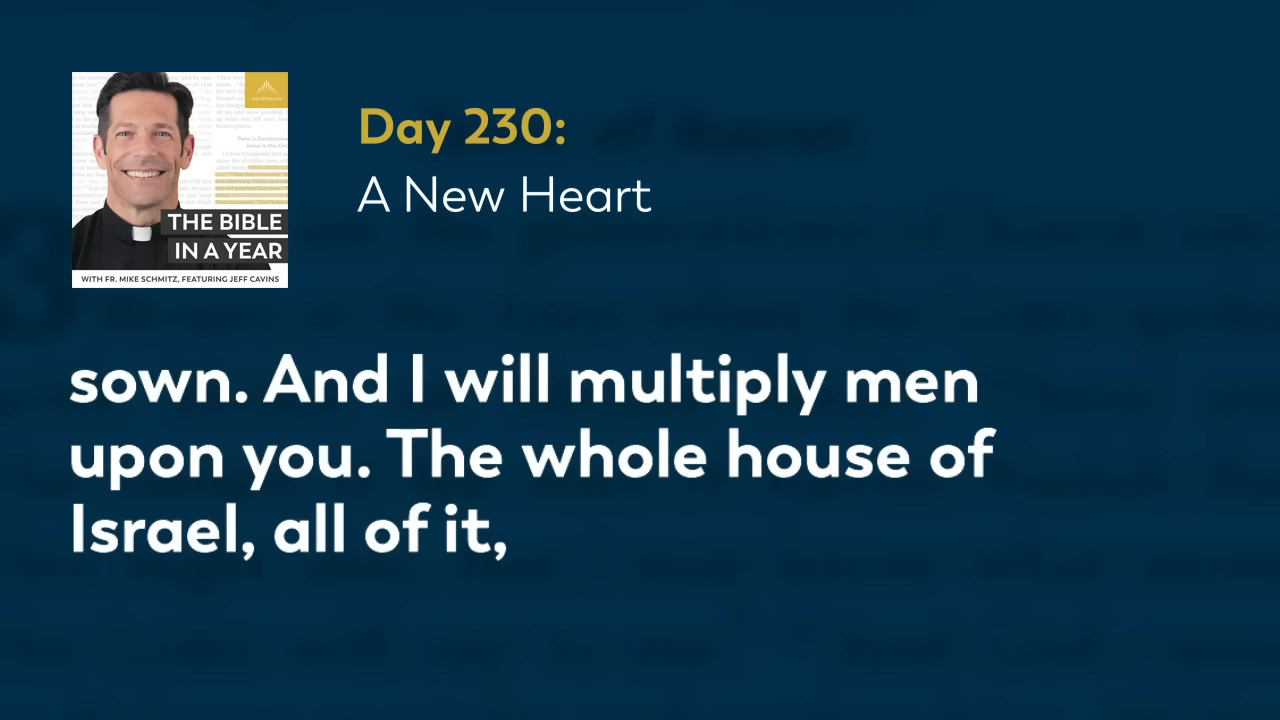 ASCENSION
THE BIBLE
IN A YEAR
WITH FR. MIKE SCHMITZ, FEATURING JEFF CAVINS
Day 230:
A New Heart
sown. And I will multiply men
upon you. The whole house of
Israel, all of it,